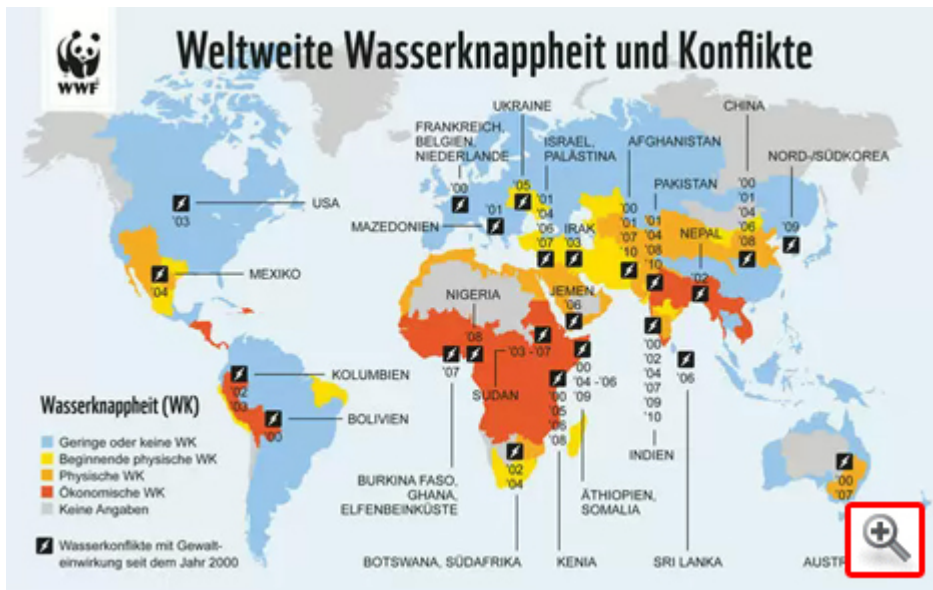 WWF
Weltweite Wasserknappheit und Konflikte
UKRAINE
CHINA
FRANKREICH,
BELGIEN,
NIEDERLANDE
ISRAEL,
PALÄSTINA
AFGHANISTAN
NORD-/SÜDKOREA
'00
'05
'01
'04
'06
'07
'00
'01
'07
'10
PAKISTAN
'01
'04
'08
'10
'00
'01
'04
'06
'08
'09
USA
'03
MAZEDONIEN
'01
IRAK
'03
NEPAL
'02
MEXIKO
'04
NIGERIA
'08
JEMEN
'06
'03 -'07
SUDAN
'07
'00
'04 -'06
'09
'00
'05
'06
'08
'00
'02
'04
'07
'09
'10
'06
KOLUMBIEN
'02
'03
BOLIVIEN
'00
INDIEN
'02
'04
'00
'07
BURKINA FASO,
GHANA,
ELFENBEINKÜSTE
ÄTHIOPIEN,
SOMALIA
BOTSWANA, SÜDAFRIKA
KENIA
SRI LANKA
AUSTR
Wasserknappheit (WK)
Geringe oder keine WK
Beginnende physische WK
Physische WK
Ökonomische WK
Keine Angaben
Wasserkonflikte mit Gewalt-
einwirkung seit dem Jahr 2000